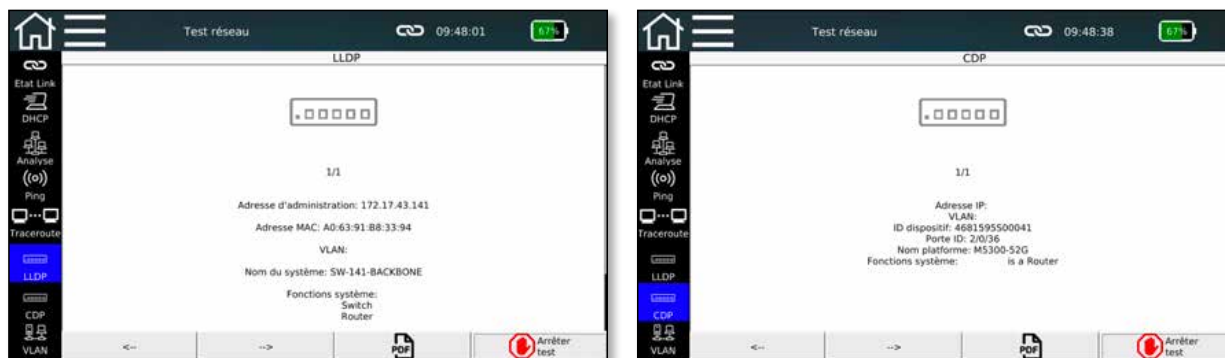 Test réseau
09:48:01
67%
LLDP
Etat Link
DHCP
Analyse
Ping
Traceroute
LLDP
CDP
VLAN
1/1
Adresse d'administration: 172.17.43.141
Adresse MAC: A0:63:91:B8:33:94
VLAN:
Nom du système: SW-141-BACKBONE
Fonctions système:
Switch
Router
<--
-->
PDF
Arrêter
test
Test réseau
09:48:38
67%
CDP
Etat Link
DHCP
Analyse
Ping
Traceroute
LLDP
CDP
VLAN
1/1
Adresse IP:
VLAN:
ID dispositif: 4681595500041
Porte ID: 2/0/36
Nom platforme: M5300-52G
Fonctions système: is a Router
<--
-->
PDF
Arrêter
test